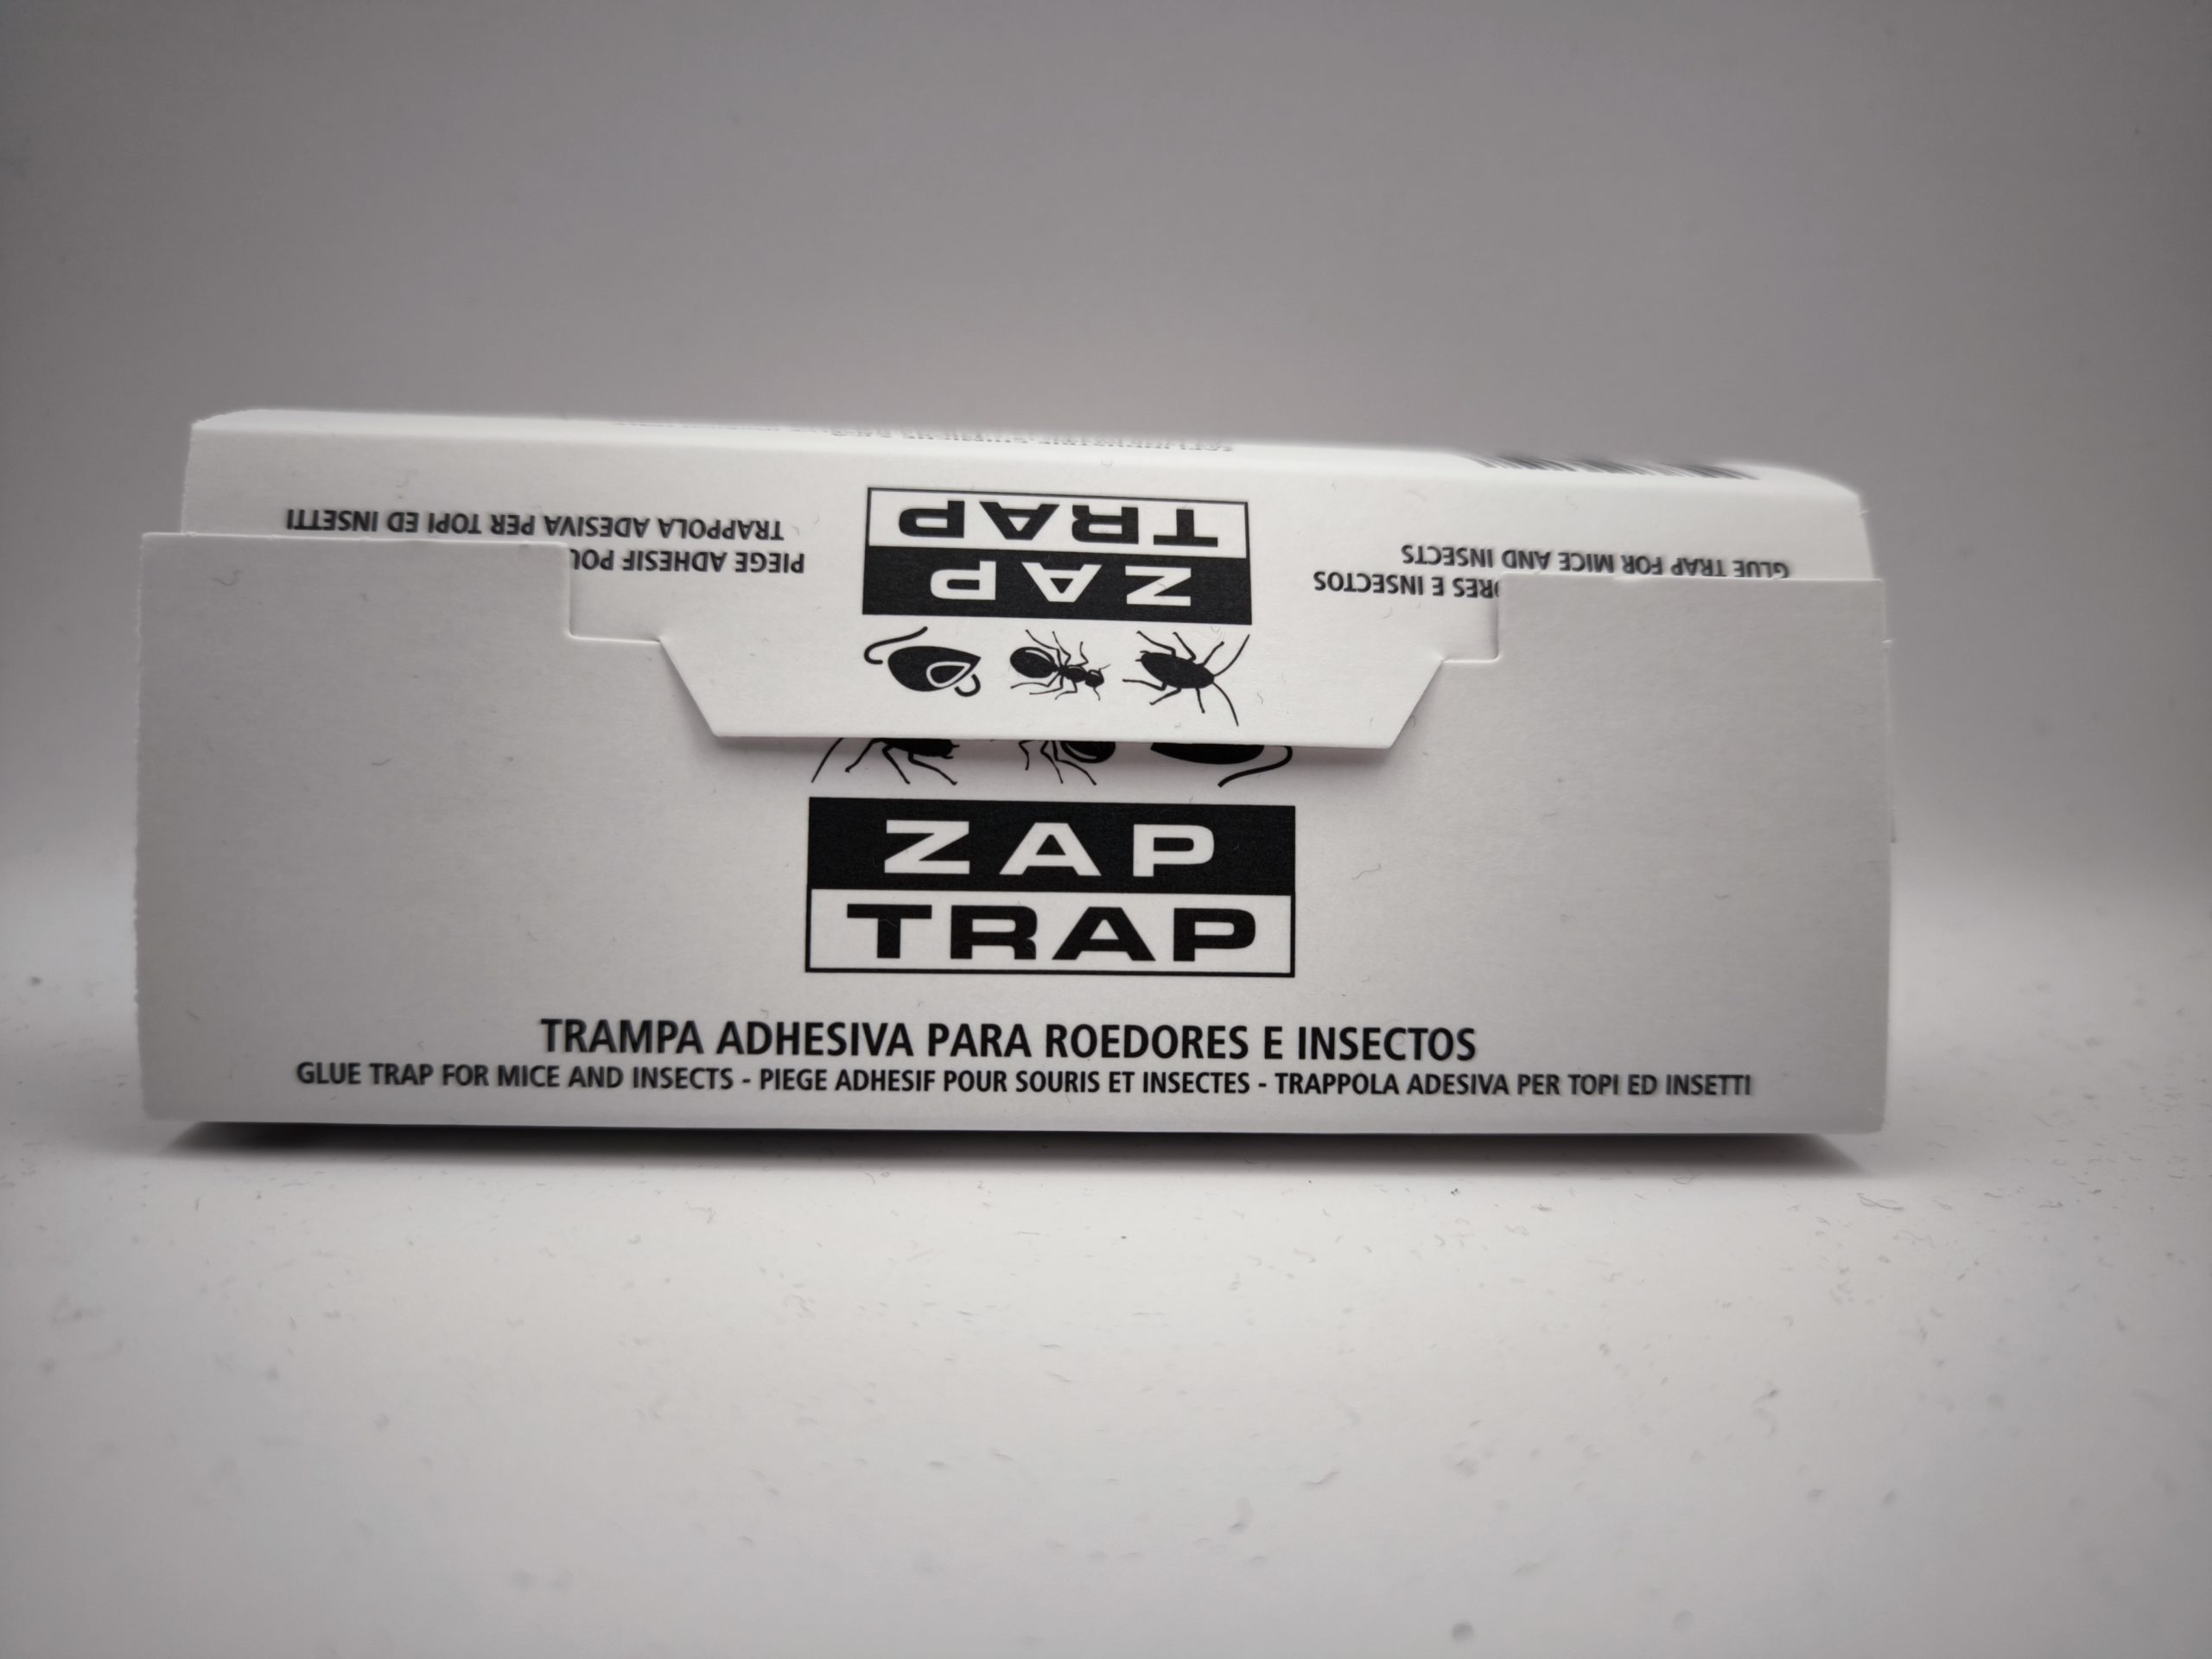 TRAPPOLA ADESIVA PER TOPI ED INSETTI
PIEGE ADHESIF
TRAP
ZAP
GLUE TRAP FOR MICE AND INSECTS
E INSECTOS
ZAP
TRAP
TRAMPA ADHESIVA PARA ROEDORES E INSECTOS
GLUE TRAP FOR MICE AND INSECTS - PIEGE ADHESIF POUR SOURIS ET INSECTES - TRAPPOLA ADESIVA PER TOPI ED INSETTI